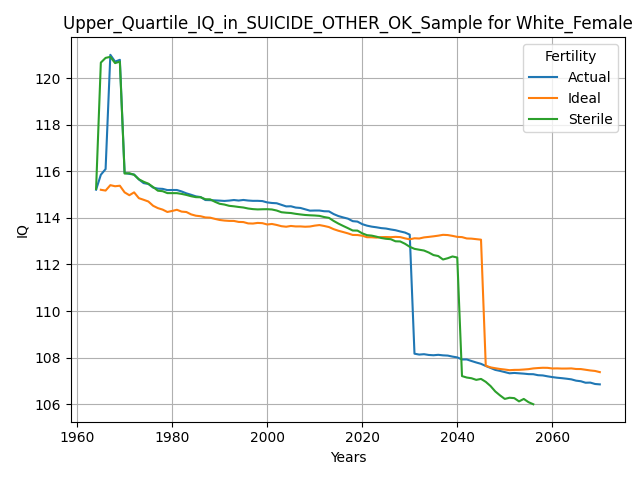 Upper_Quartile_IQ_in_SUICIDE_OTHER_OK_Sample for White_Female
Fertility
Actual
Ideal
Sterile
IQ
120
118
116
114
112
110
108
106
1960 1980 2000 2020 2040 2060
Years